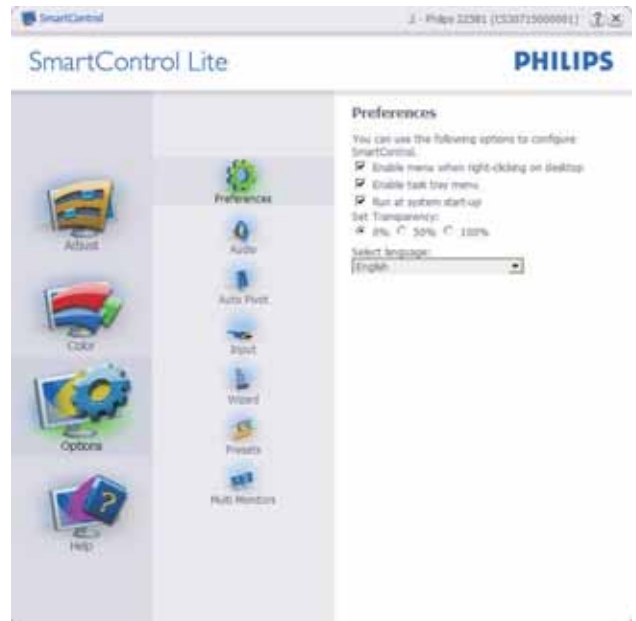 SmartControl
SmartControl Lite
PHILIPS
Adjust
Color
Options
Help
Preferences
Audio
Auto Pivot
Input
Wizard
Presets
Multi Monitors
Preferences
You can use the following options to configure
SmartControl.
Enable menu when right-clicking on desktop
Enable task tray menu
Run at system start-up
Set Transparency:
0% 50% 100%
Select language:
English